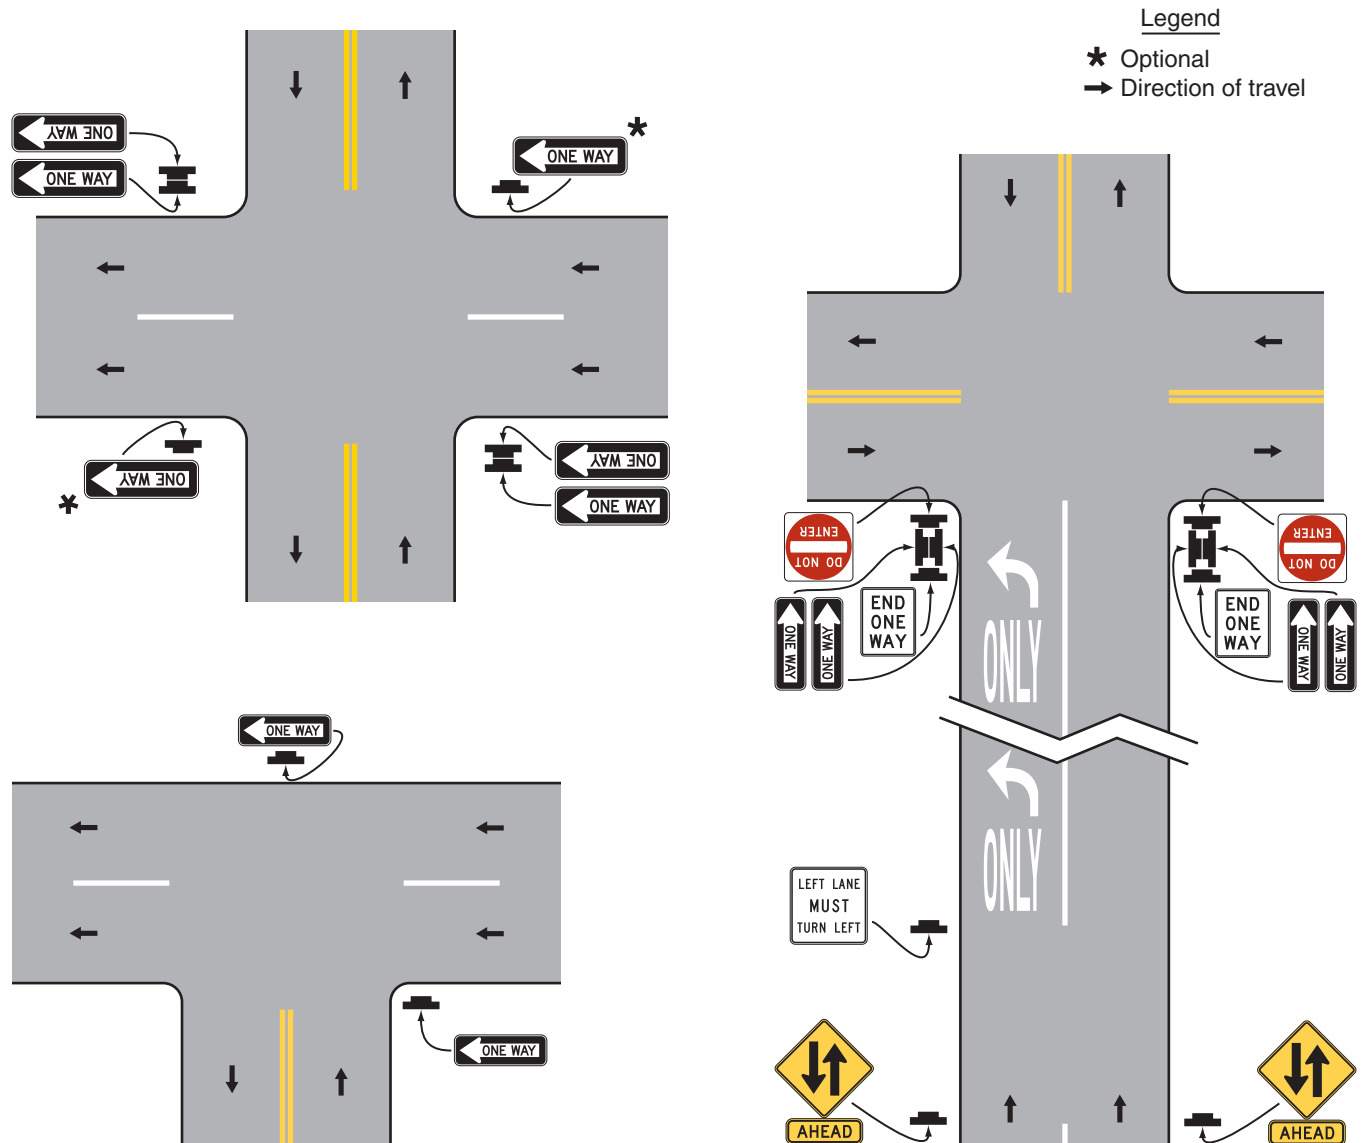 Legend
* Optional
Direction of travel
ONE WAY
ONE WAY
ONE WAY
*
ONE WAY
*
ONE WAY
ONE WAY
DO NOT
ENTER
ONE WAY
ONE WAY
END
ONE
WAY
ONLY
DO NOT
ENTER
END
ONE
WAY
ONE WAY
ONE WAY
ONE WAY
ONE WAY
ONLY
LEFT LANE
MUST
TURN LEFT
AHEAD
AHEAD